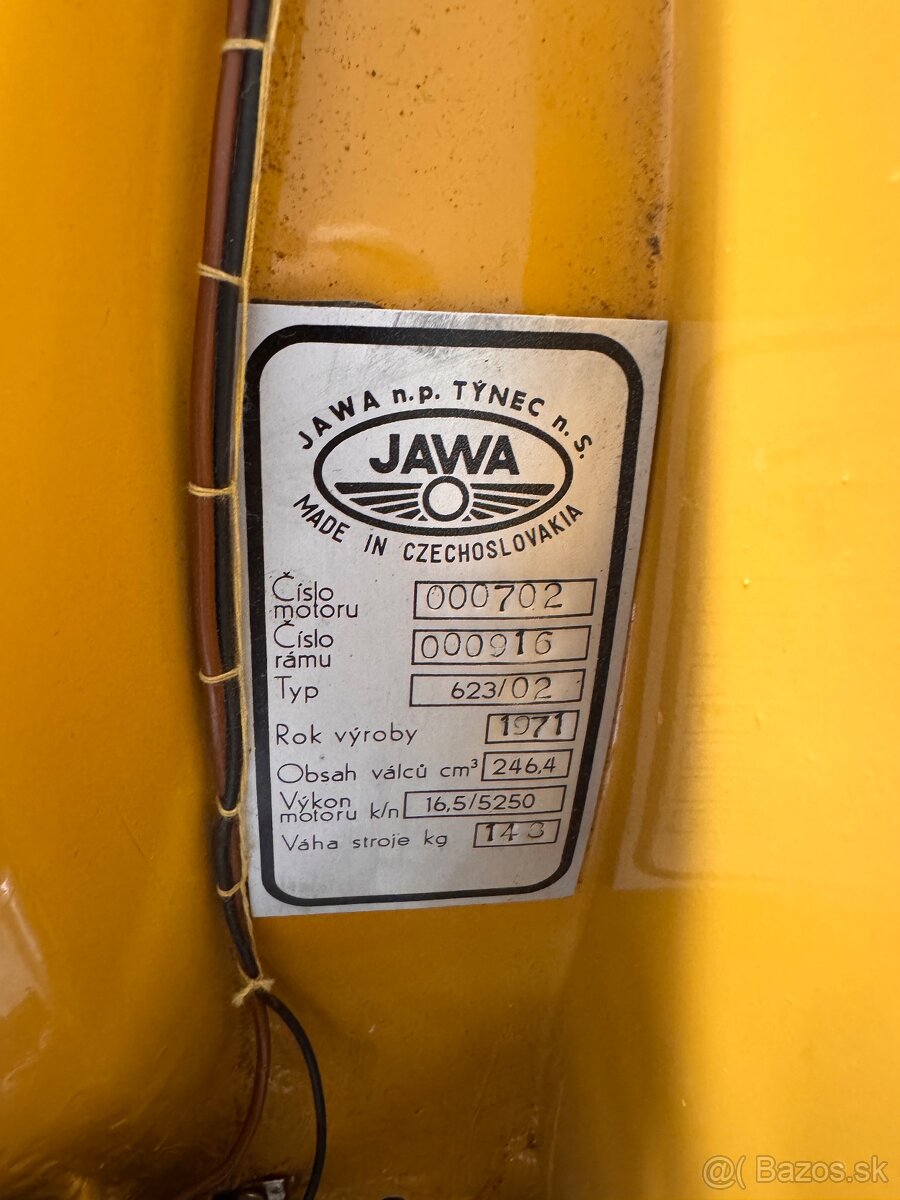 JAWA n.p. TÝNEC n. S.
JAWA
MADE IN CZECHOSLOVAKIA
Číslo motoru 000702
Číslo rámu 000916
Typ 623/02
Rok výroby 1971
Obsah válců cm³ 246,4
Výkon motoru k/n 16,5/5250
Váha stroje kg 143
@( Bazos.sk